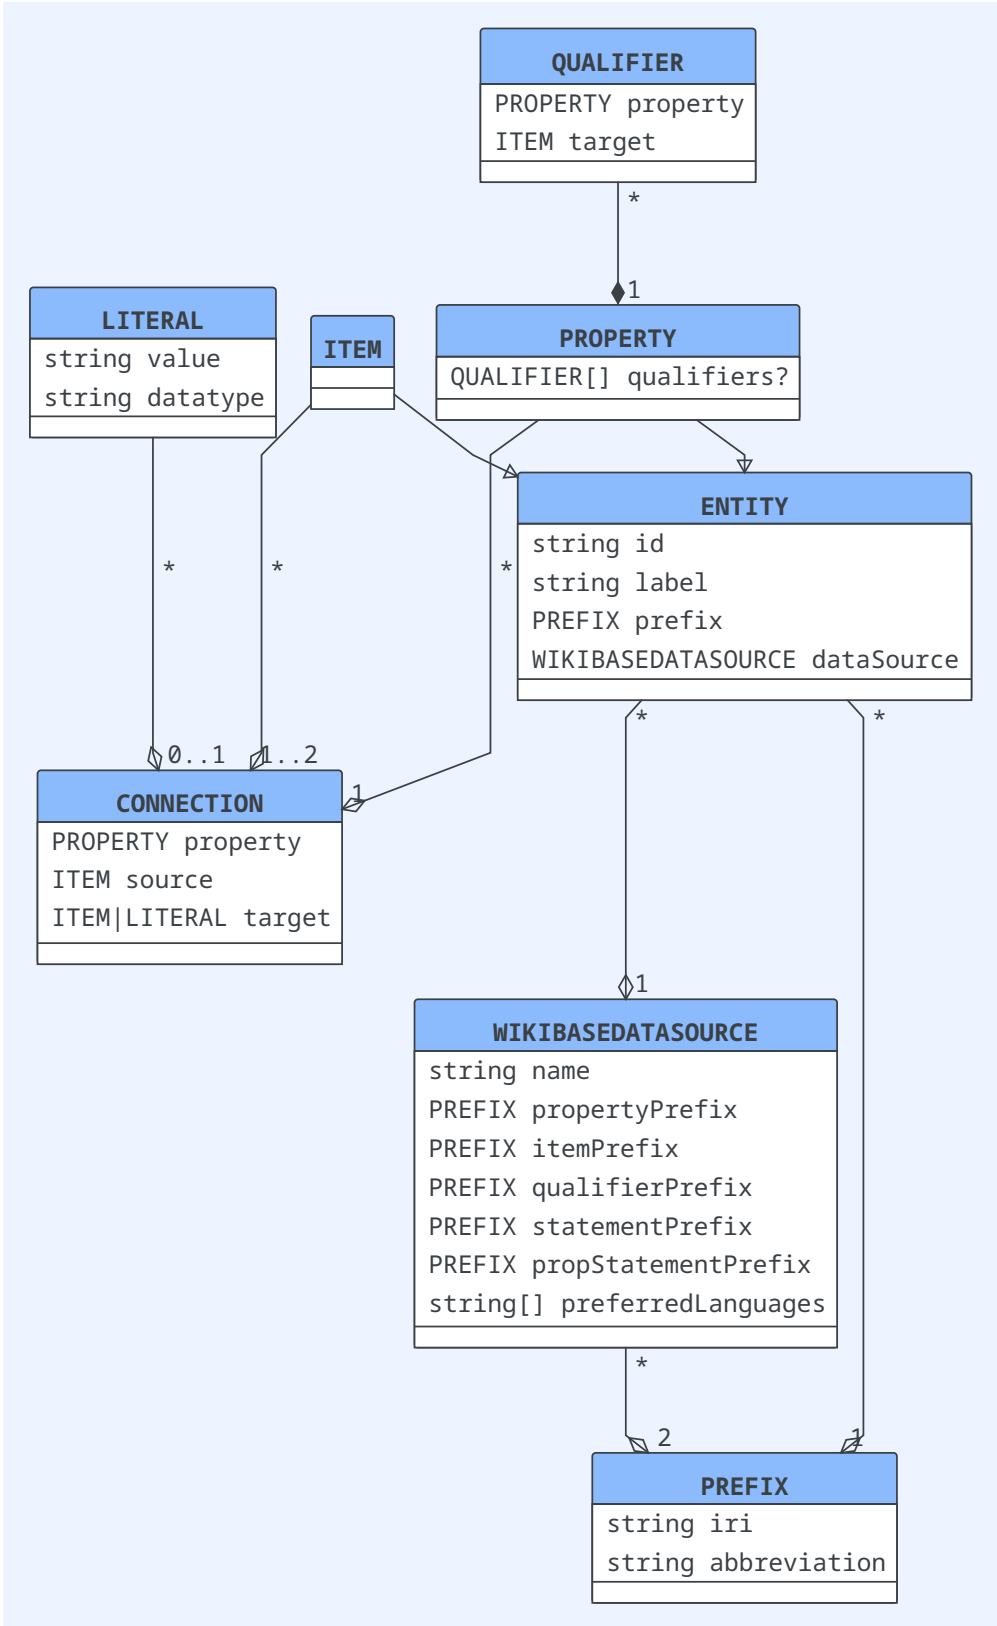 QUALIFIER
PROPERTY property
ITEM target
*
1
LITERAL
string value
string datatype
ITEM
PROPERTY
QUALIFIER[] qualifiers?
ENTITY
string id
string label
PREFIX prefix
WIKIBASEDATASOURCE dataSource
*
*
*
*
*
0..1
1..2
1
CONNECTION
PROPERTY property
ITEM source
ITEM|LITERAL target
1
WIKIBASEDATASOURCE
string name
PREFIX propertyPrefix
PREFIX itemPrefix
PREFIX qualifierPrefix
PREFIX statementPrefix
PREFIX propStatementPrefix
string[] preferredLanguages
*
2
1
PREFIX
string iri
string abbreviation